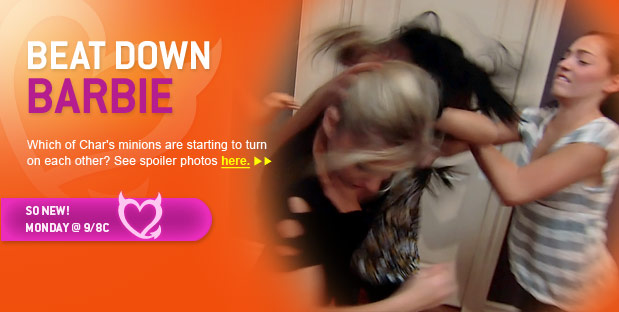 BEAT DOWN
BARBIE
Which of Char's minions are starting to turn
on each other? See spoiler photos here.
SO NEW!
MONDAY @ 9/8C